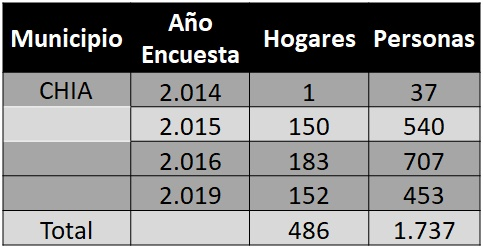 Municipio Año Encuesta Hogares Personas
CHIA 2.014 1 37
2.015 150 540
2.016 183 707
2.019 152 453
Total 486 1.737